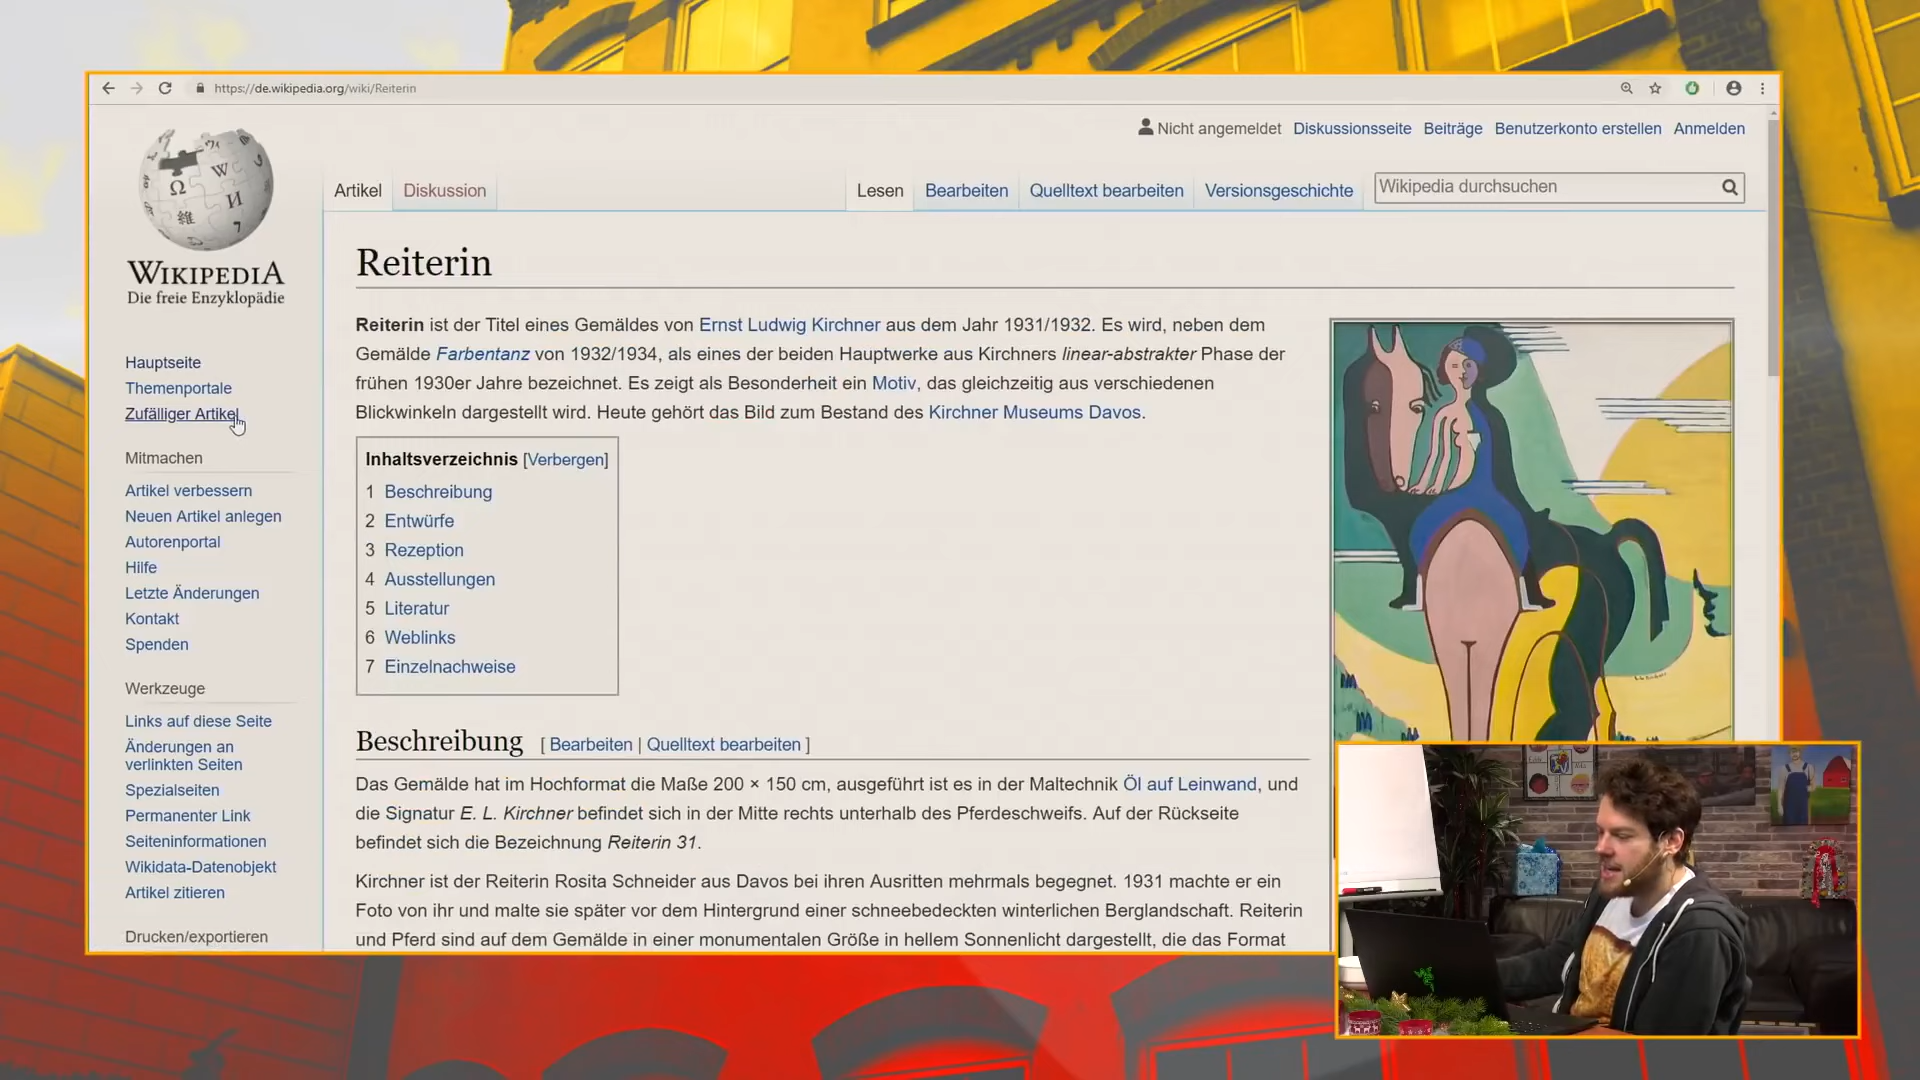 https://de.wikipedia.org/wiki/Reiterin
Nicht angemeldet Diskussionsseite Beiträge Benutzerkonto erstellen Anmelden
Artikel Diskussion Lesen Bearbeiten Quelltext bearbeiten Versionsgeschichte Wikipedia durchsuchen
WIKIPEDIA
Die freie Enzyklopädie
Hauptseite
Themenportale
Zufälliger Artikel
Mitmachen
Artikel verbessern
Neuen Artikel anlegen
Autorenportal
Hilfe
Letzte Änderungen
Kontakt
Spenden
Werkzeuge
Links auf diese Seite
Änderungen an
verlinkten Seiten
Spezialseiten
Permanenter Link
Seiteninformationen
Wikidata-Datenobjekt
Artikel zitieren
Drucken/exportieren
Reiterin
Reiterin ist der Titel eines Gemäldes von Ernst Ludwig Kirchner aus dem Jahr 1931/1932. Es wird, neben dem
Gemälde Farbentanz von 1932/1934, als eines der beiden Hauptwerke aus Kirchners linear-abstrakter Phase der
frühen 1930er Jahre bezeichnet. Es zeigt als Besonderheit ein Motiv, das gleichzeitig aus verschiedenen
Blickwinkeln dargestellt wird. Heute gehört das Bild zum Bestand des Kirchner Museums Davos.
Inhaltsverzeichnis [Verbergen]
1 Beschreibung
2 Entwürfe
3 Rezeption
4 Ausstellungen
5 Literatur
6 Weblinks
7 Einzelnachweise
Beschreibung [ Bearbeiten | Quelltext bearbeiten ]
Das Gemälde hat im Hochformat die Maße 200 × 150 cm, ausgeführt ist es in der Maltechnik Öl auf Leinwand, und
die Signatur E. L. Kirchner befindet sich in der Mitte rechts unterhalb des Pferdeschweifs. Auf der Rückseite
befindet sich die Bezeichnung Reiterin 31.
Kirchner ist der Reiterin Rosita Schneider aus Davos bei ihren Ausritten mehrmals begegnet. 1931 machte er ein
Foto von ihr und malte sie später vor dem Hintergrund einer schneebedeckten winterlichen Berglandschaft. Reiterin
und Pferd sind auf dem Gemälde in einer monumentalen Größe in hellem Sonnenlicht dargestellt, die das Format